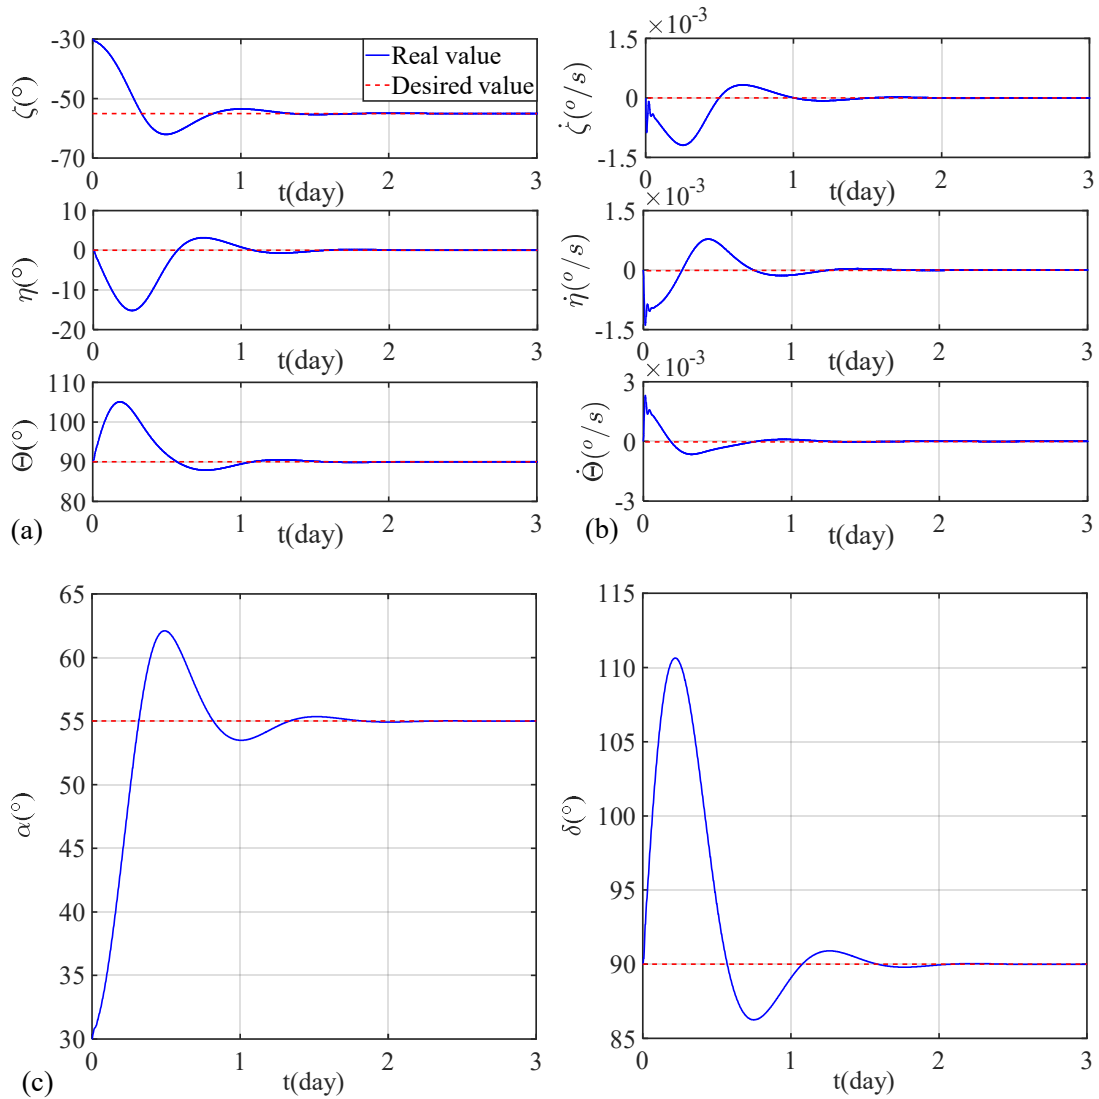 -30
-50
-70
ζ(°)
Real value
Desired value
0 1 2 3
t(day)
10
0
-10
-20
η(°)
0 1 2 3
t(day)
110
100
90
80
Θ(°)
0 1 2 3
t(day)
(a)
×10-3
1.5
0
-1.5
ζ̇(o/s)
0 1 2 3
t(day)
×10-3
1.5
0
-1.5
η̇(o/s)
0 1 2 3
t(day)
×10-3
3
0
-3
Θ̇(o/s)
0 1 2 3
t(day)
(b)
65
60
55
50
45
40
35
30
α(°)
0 1 2 3
t(day)
(c)
115
110
105
100
95
90
85
δ(°)
0 1 2 3
t(day)